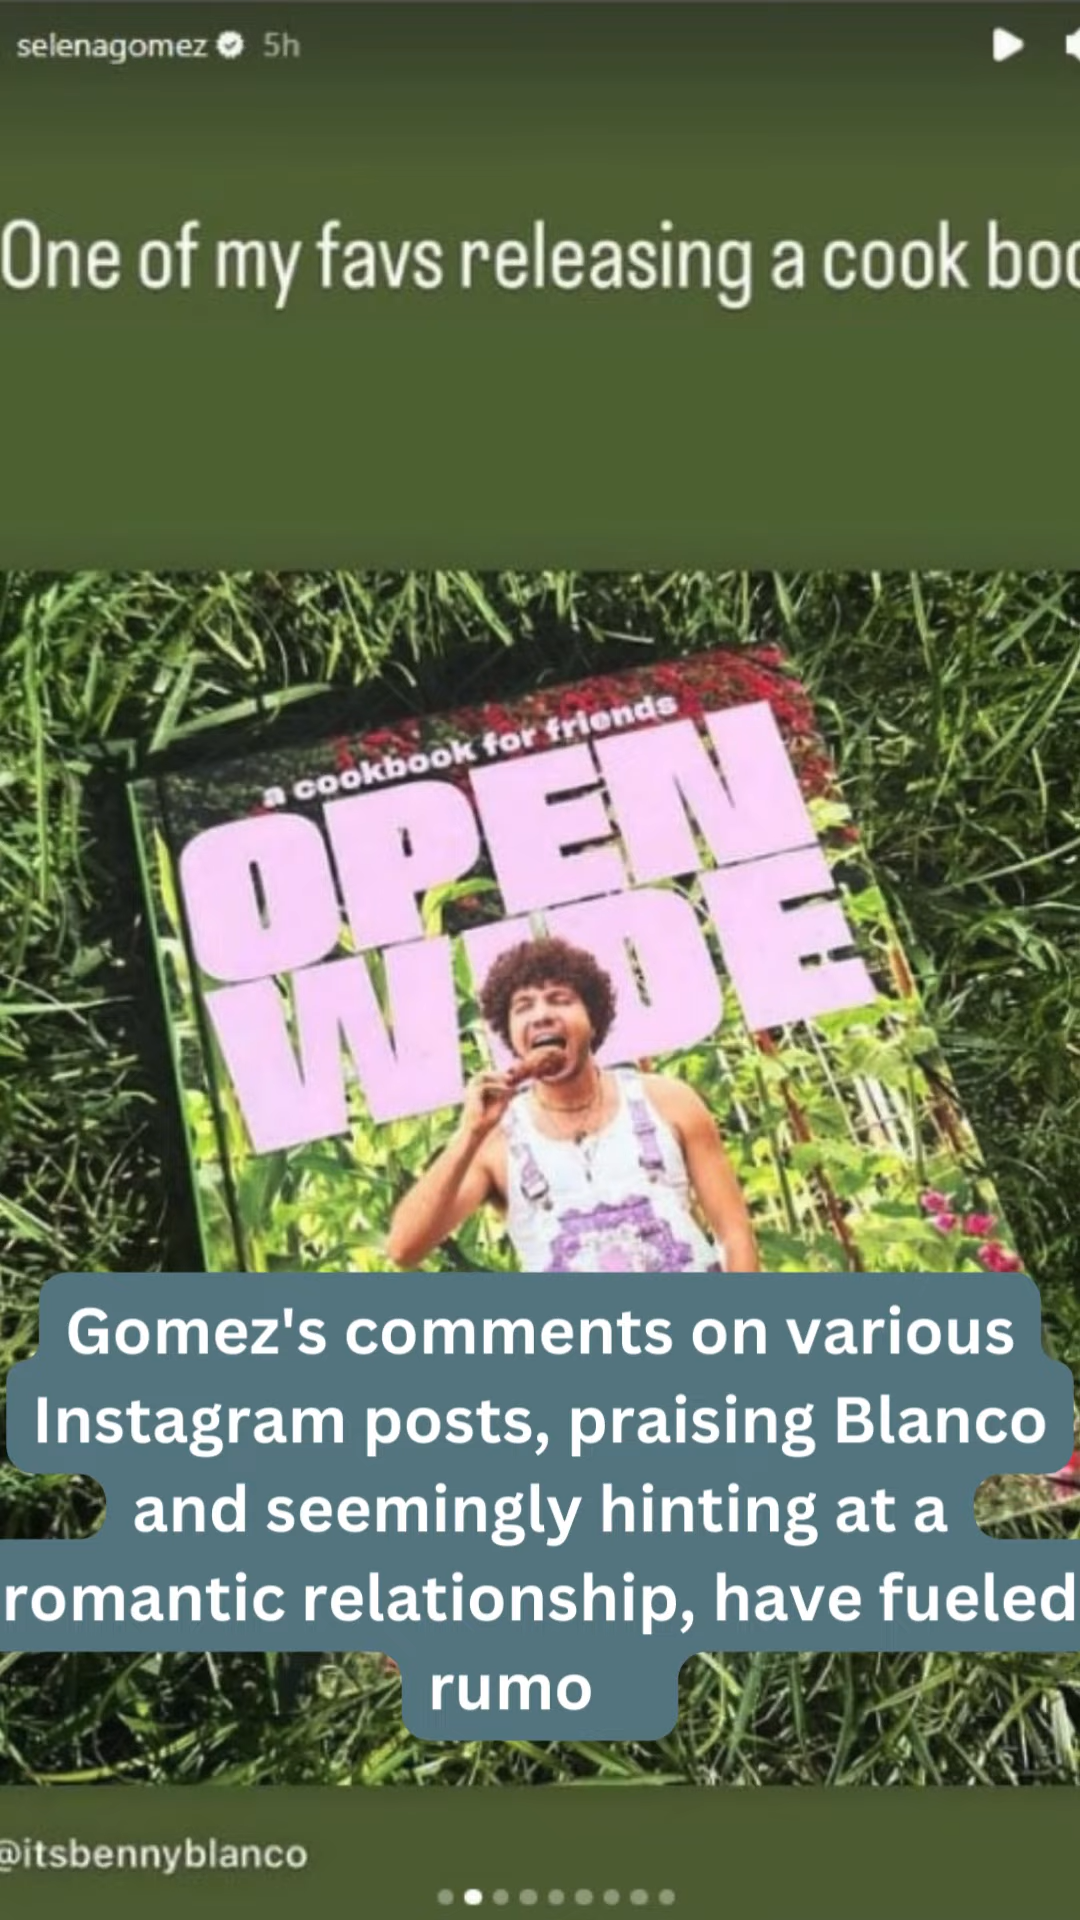 selenagomez 5h
One of my favs releasing a cook boo
a cookbook for friends
OPEN
WIDE
Gomez's comments on various
Instagram posts, praising Blanco
and seemingly hinting at a
romantic relationship, have fueled
rumo
@itsbennyblanco